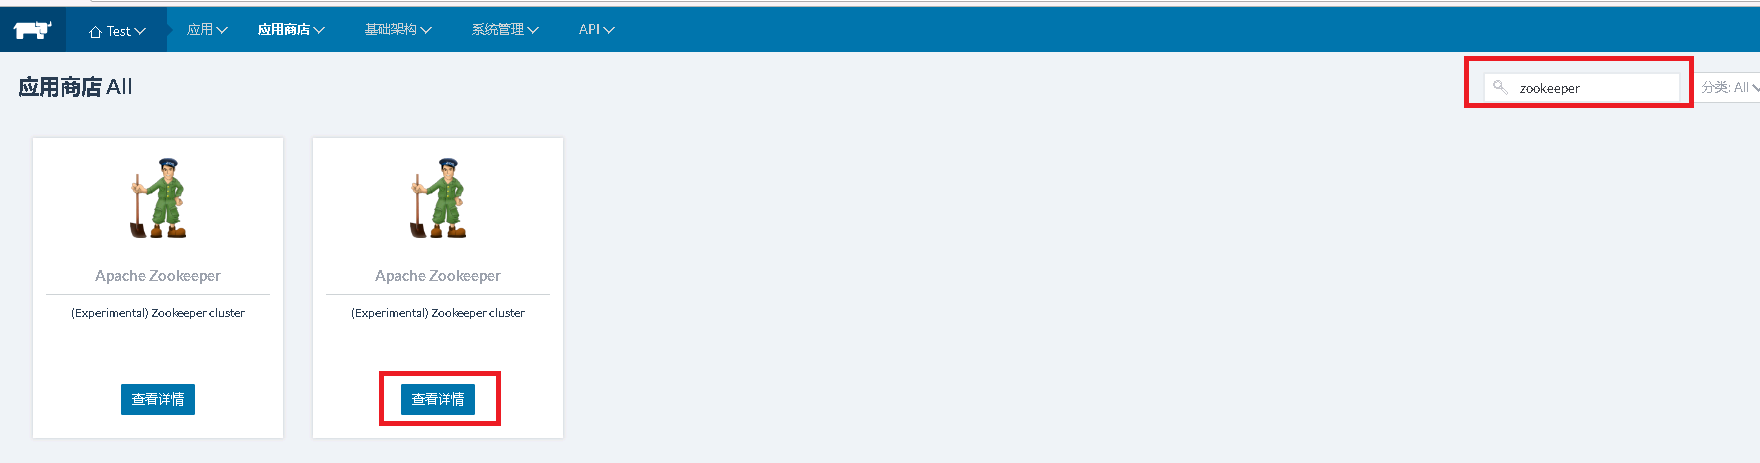 Test 应用 应用商店 基础架构 系统管理 API
应用商店 All
zookeeper
分类: All
Apache Zookeeper
(Experimental) Zookeeper cluster
查看详情
Apache Zookeeper
(Experimental) Zookeeper cluster
查看详情